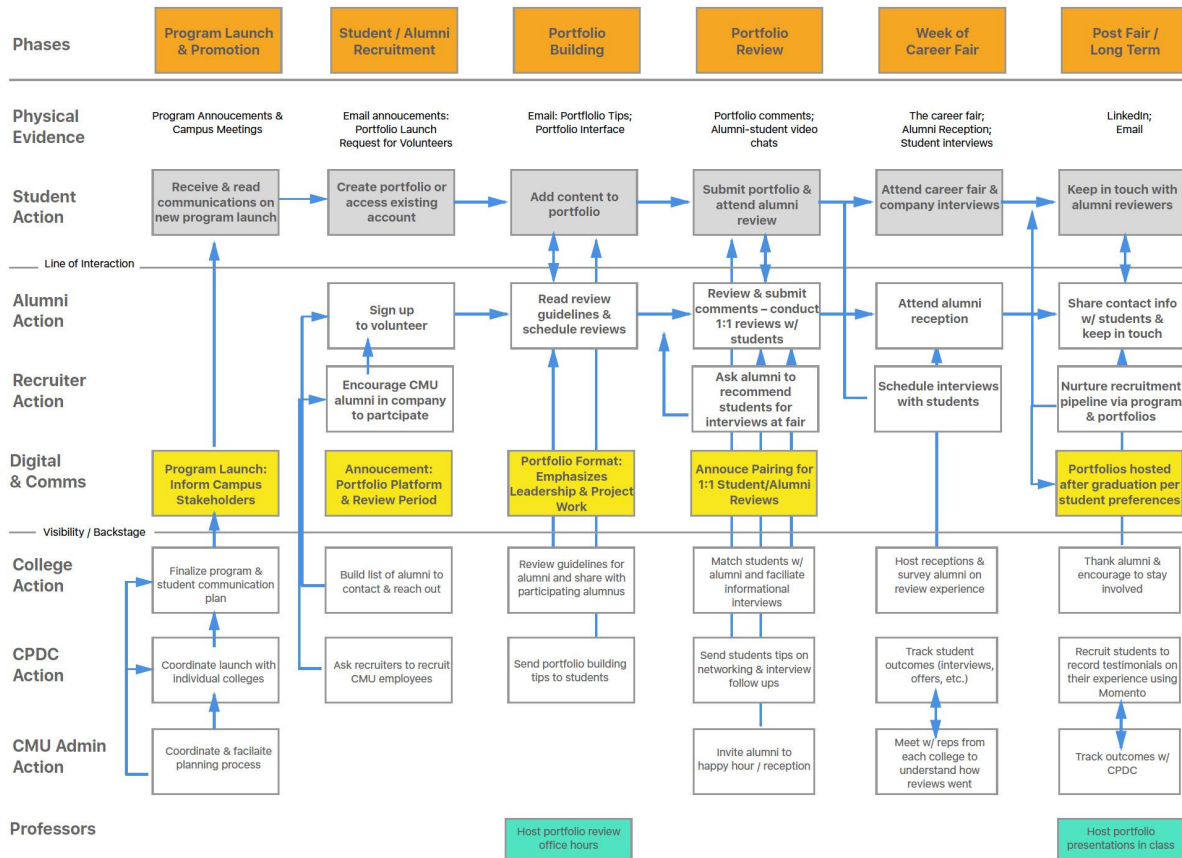 Phases
Program Launch
& Promotion
Student / Alumni
Recruitment
Portfolio
Building
Portfolio
Review
Week of
Career Fair
Post Fair /
Long Term
Physical
Evidence
Program Annoucements &
Campus Meetings
Email annoucements:
Portfolio Launch
Request for Volunteers
Email: Portflolio Tips;
Portfolio Interface
Portfolio comments;
Alumni-student video
chats
The career fair;
Alumni Reception;
Student interviews
LinkedIn;
Email
Student
Action
Receive & read
communications on
new program launch
Create portfolio or
access existing
account
Add content to
portfolio
Submit portfolio &
attend alumni
review
Attend career fair &
company interviews
Keep in touch with
alumni reviewers
Line of Interaction
Alumni
Action
Sign up
to volunteer
Read review
guidelines &
schedule reviews
Review & submit
comments – conduct
1:1 reviews w/
students
Attend alumni
reception
Share contact info
w/ students &
keep in touch
Recruiter
Action
Encourage CMU
alumni in company
to partcipate
Ask alumni to
recommend
students for
interviews at fair
Schedule interviews
with students
Nurture recruitment
pipeline via program
& portfolios
Digital
& Comms
Program Launch:
Inform Campus
Stakeholders
Annoucement:
Portfolio Platform
& Review Period
Portfolio Format:
Emphasizes
Leadership & Project
Work
Annouce Pairing for
1:1 Student/Alumni
Reviews
Portfolios hosted
after graduation per
student preferences
Visibility / Backstage
College
Action
Finalize program &
student communication
plan
Build list of alumni to
contact & reach out
Review guidelines for
alumni and share with
participating alumnus
Match students w/
alumni and faciliate
informational
interviews
Host receptions &
survey alumni on
review experience
Thank alumni &
encourage to stay
involved
CPDC
Action
Coordinate launch with
individual colleges
Ask recruiters to recruit
CMU employees
Send portfolio building
tips to students
Send students tips on
networking & interview
follow ups
Track student
outcomes (interviews,
offers, etc.)
Recruit students to
record testimonials on
their experience using
Momento
CMU Admin
Action
Coordinate & facilaite
planning process
Invite alumni to
happy hour / reception
Meet w/ reps from
each college to
understand how
reviews went
Track outcomes w/
CPDC
Professors
Host portfolio review
office hours
Host portfolio
presentations in class